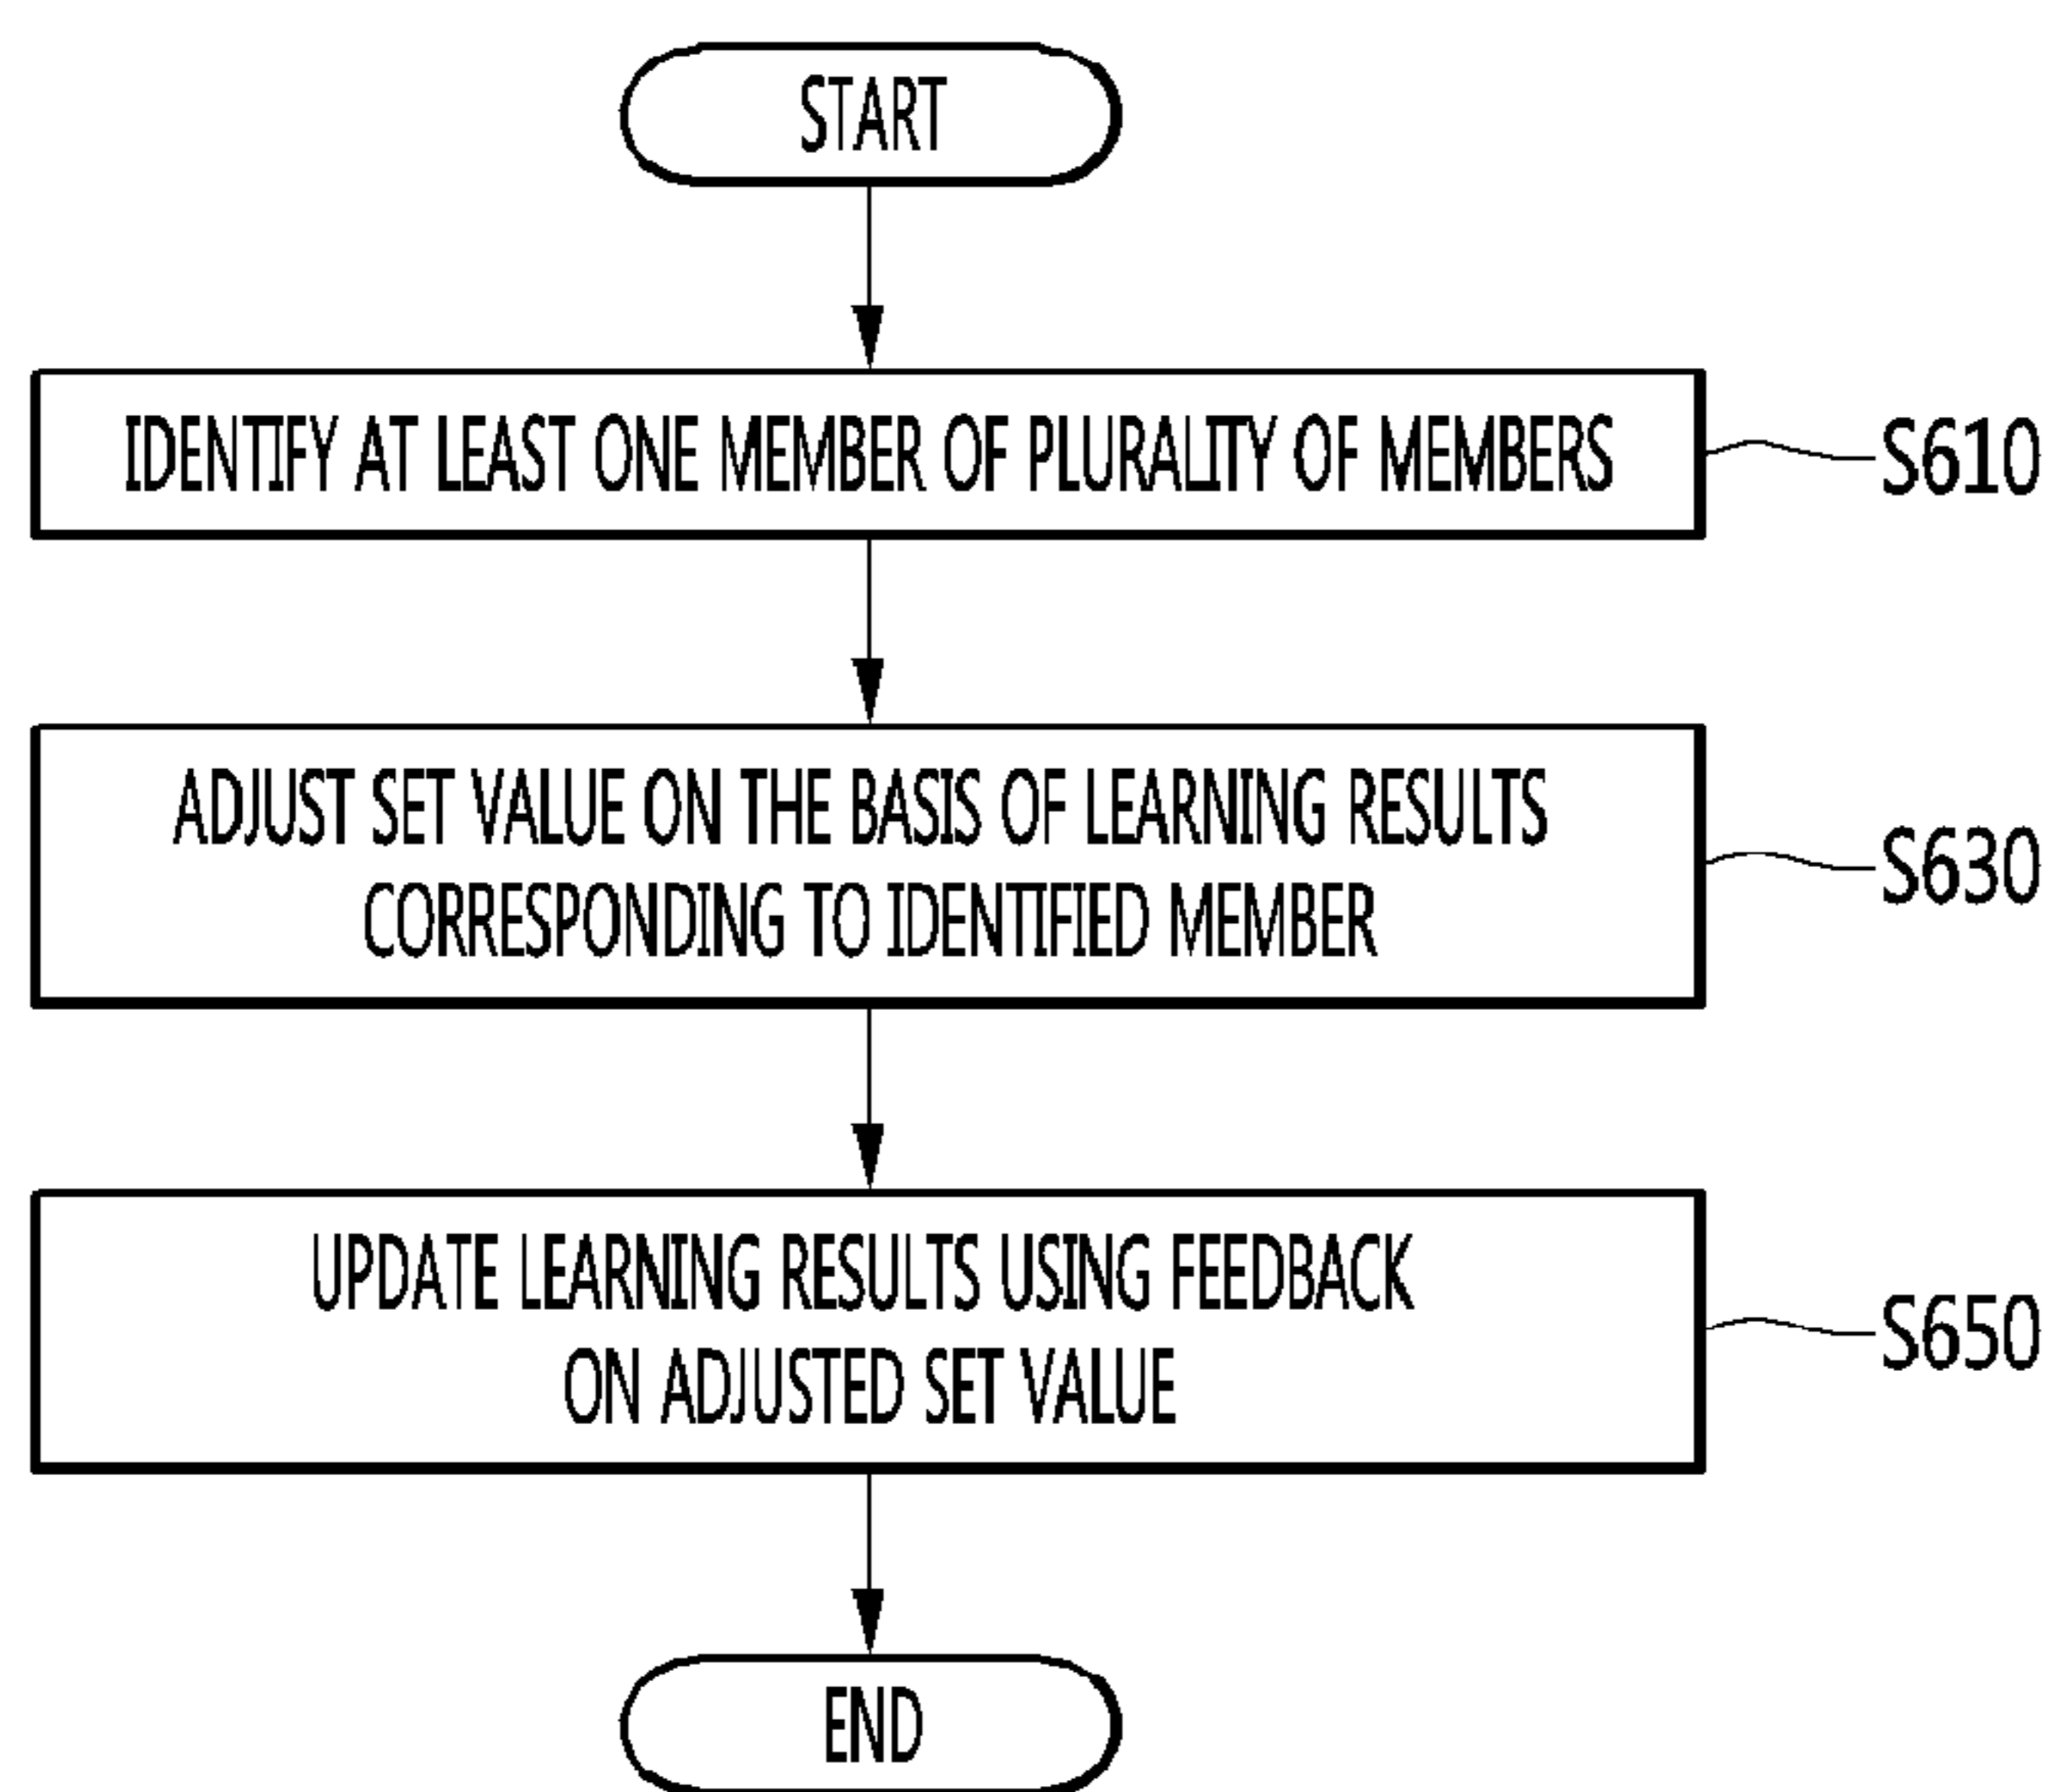 START
IDENTIFY AT LEAST ONE MEMBER OF PLURALITY OF MEMBERS
S610
ADJUST SET VALUE ON THE BASIS OF LEARNING RESULTS
CORRESPONDING TO IDENTIFIED MEMBER
S630
UPDATE LEARNING RESULTS USING FEEDBACK
ON ADJUSTED SET VALUE
S650
END